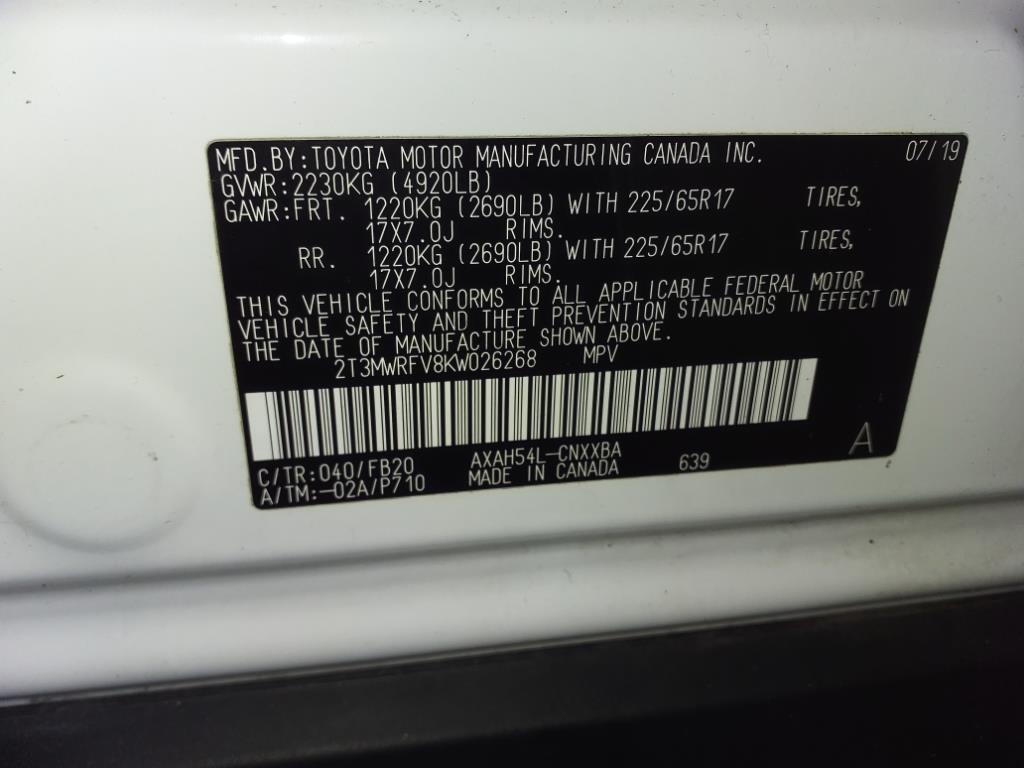 MFD.BY:TOYOTA MOTOR MANUFACTURING CANADA INC. 07/19
GVWR:2230KG (4920LB)
GAWR:FRT. 1220KG (2690LB) WITH 225/65R17 TIRES,
17X7.0J RIMS.
RR. 1220KG (2690LB) WITH 225/65R17 TIRES,
17X7.0J RIMS.
THIS VEHICLE CONFORMS TO ALL APPLICABLE FEDERAL MOTOR
VEHICLE SAFETY AND THEFT PREVENTION STANDARDS IN EFFECT ON
THE DATE OF MANUFACTURE SHOWN ABOVE.
2T3MWRFV8KW026268 MPV
C/TR:040/FB20 AXAH54L-CNXXBA 639 A
A/TM:-02A/P710 MADE IN CANADA